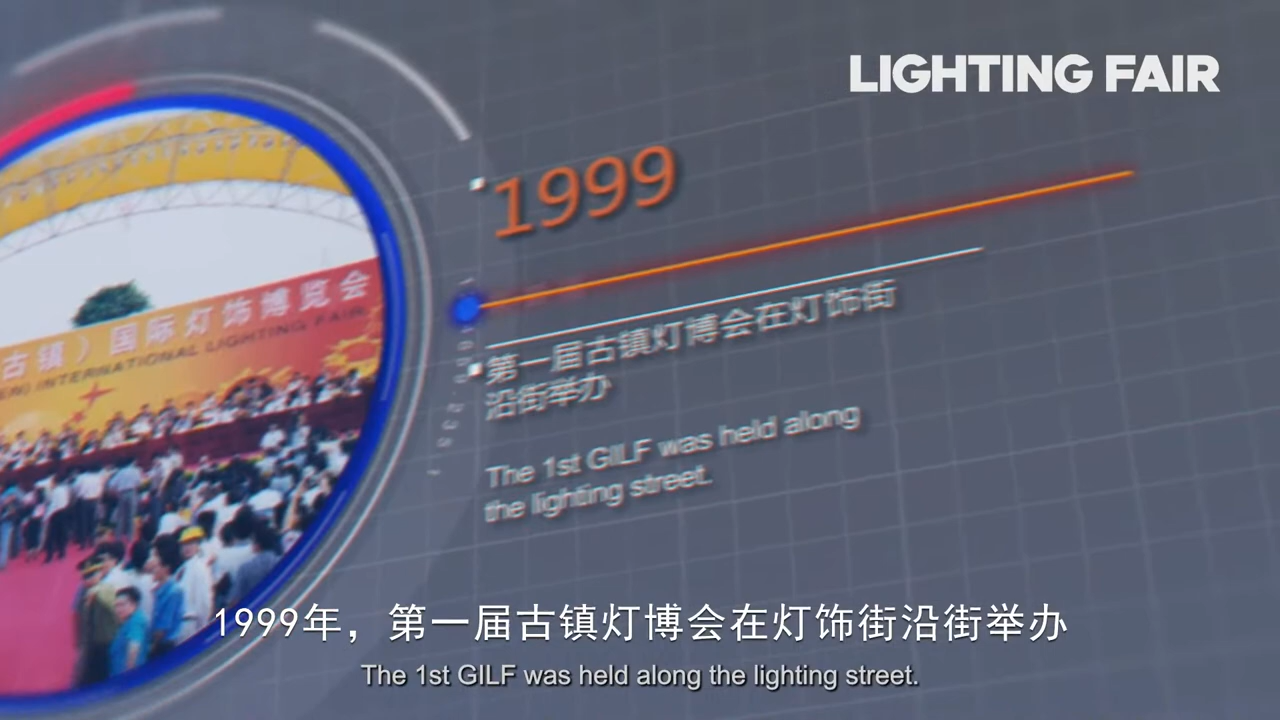 LIGHTING FAIR
1999
第一届古镇灯博会在灯饰街
沿街举办
The 1st GILF was held along
the lighting street.
古镇）国际灯饰博览会
EN) INTERNATIONAL LIGHTING FAIR
1999年，第一届古镇灯博会在灯饰街沿街举办
The 1st GILF was held along the lighting street.